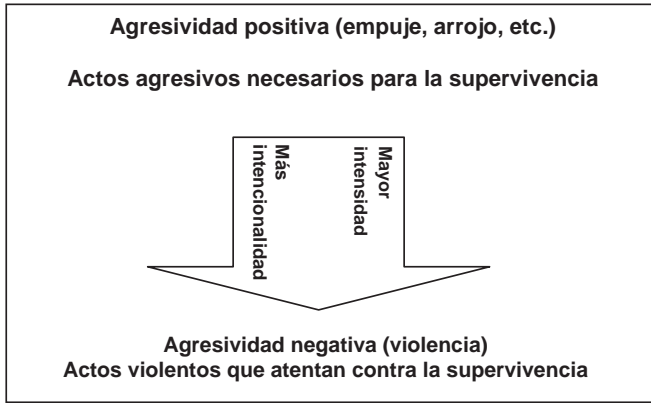 Agresividad positiva (empuje, arrojo, etc.)
Actos agresivos necesarios para la supervivencia
Más
intencionalidad
Mayor
intensidad
Agresividad negativa (violencia)
Actos violentos que atentan contra la supervivencia